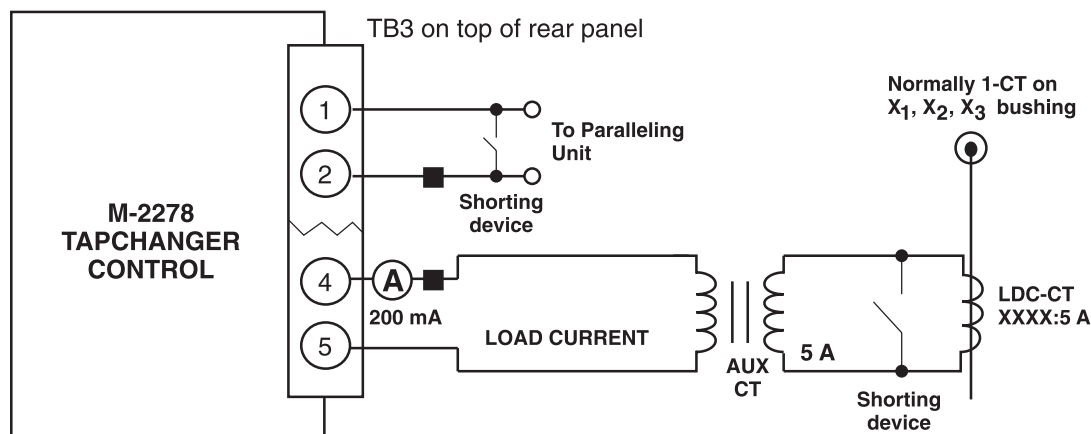 TB3 on top of rear panel
Normally 1-CT on
X1, X2, X3 bushing
1
To Paralleling
Unit
2
Shorting
device
M-2278
TAPCHANGER
CONTROL
4
A
200 mA
5
LOAD CURRENT
AUX
CT
5 A
LDC-CT
XXXX:5 A
Shorting
device